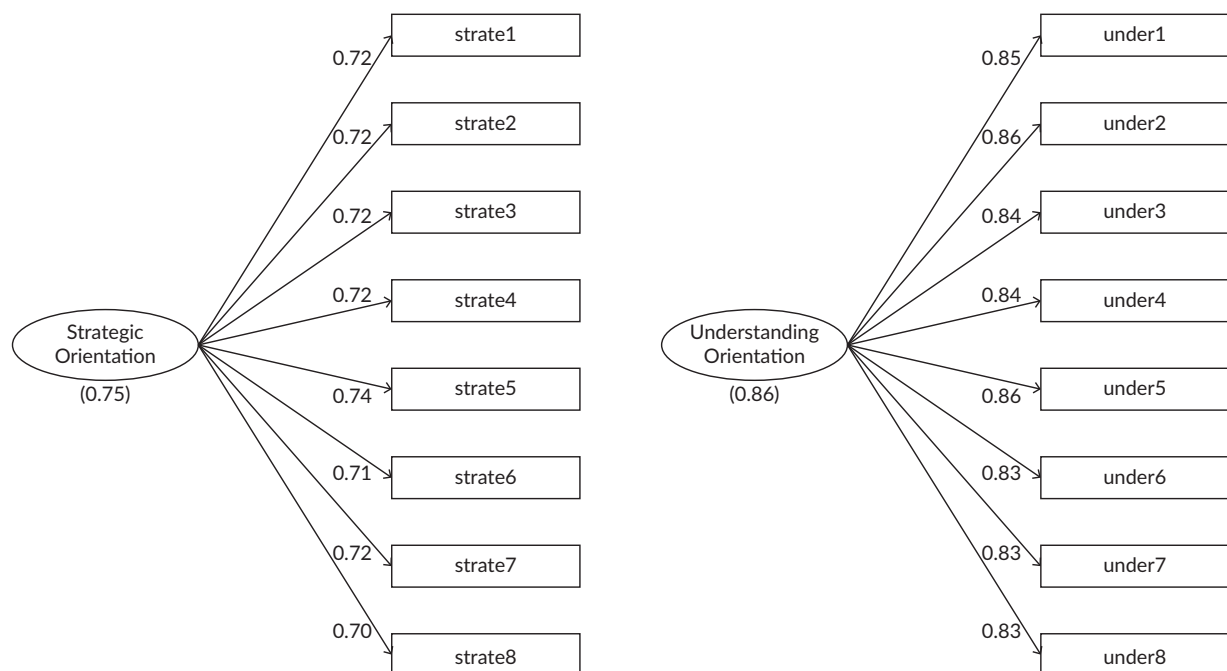 0.72
strate1
0.72
strate2
0.72
strate3
0.72
strate4
Strategic
Orientation
(0.75)
0.74
strate5
0.71
strate6
0.72
strate7
0.70
strate8
0.85
under1
0.86
under2
0.84
under3
0.84
under4
Understanding
Orientation
(0.86)
0.86
under5
0.83
under6
0.83
under7
0.83
under8